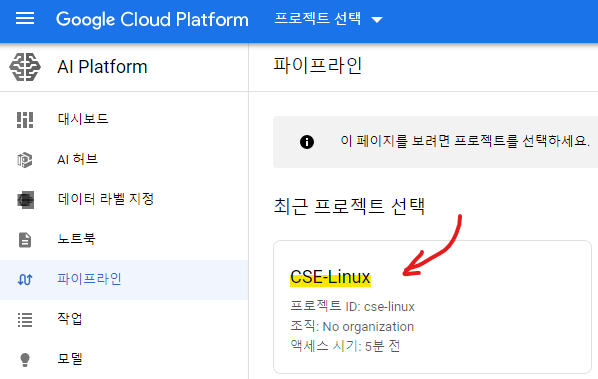 Google Cloud Platform 프로젝트 선택
AI Platform
파이프라인
대시보드
AI 허브
데이터 라벨 지정
노트북
파이프라인
작업
모델
이 페이지를 보려면 프로젝트를 선택하세요.
최근 프로젝트 선택
CSE-Linux
프로젝트 ID: cse-linux
조직: No organization
액세스 시기: 5분 전